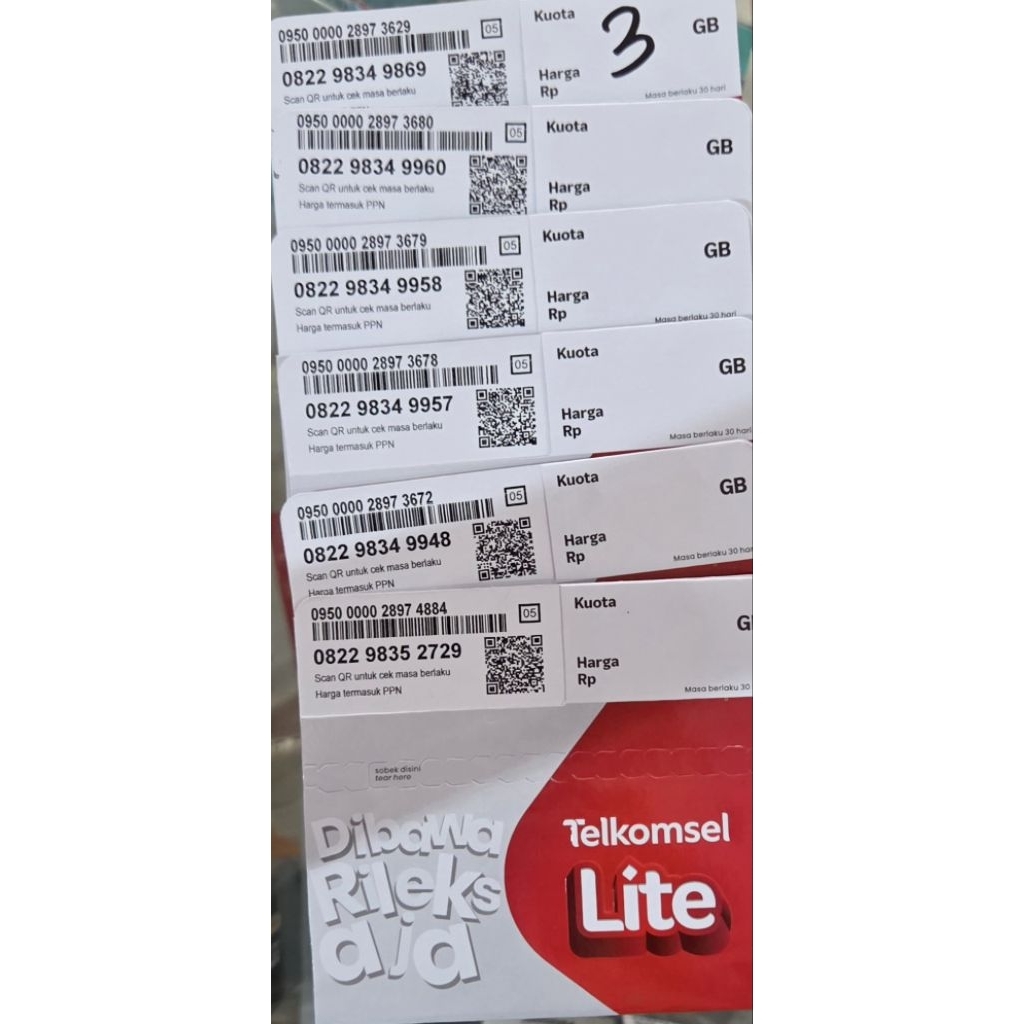 0950 0000 2897 3629
05
0822 9834 9869
Scan QR untuk cek masa berlaku
Kuota
3 GB
Harga
Rp
Masa berlaku 30 hari
0950 0000 2897 3680
05
0822 9834 9960
Scan QR untuk cek masa berlaku
Harga termasuk PPN
Kuota
GB
Harga
Rp
0950 0000 2897 3679
05
0822 9834 9958
Scan QR untuk cek masa berlaku
Harga termasuk PPN
Kuota
GB
Harga
Rp
Masa berlaku 30 hari
0950 0000 2897 3678
05
0822 9834 9957
Scan QR untuk cek masa berlaku
Harga termasuk PPN
Kuota
GB
Harga
Rp
Masa berlaku 30 hari
0950 0000 2897 3672
05
0822 9834 9948
Scan QR untuk cek masa berlaku
Harga termasuk PPN
Kuota
GB
Harga
Rp
Masa berlaku 30 har
0950 0000 2897 4884
05
0822 9835 2729
Scan QR untuk cek masa berlaku
Harga termasuk PPN
Kuota
G
Harga
Rp
Masa berlaku 30
sobek disini
tear here
Dibawa
Rileks
aja
Telkomsel
Lite